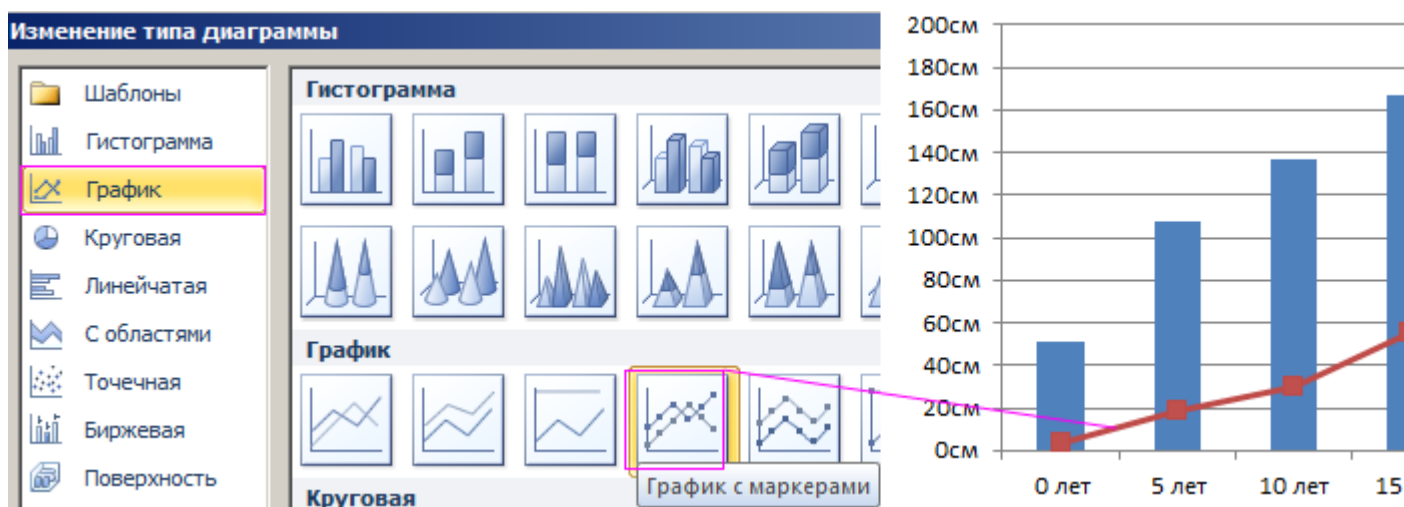 Изменение типа диаграммы
Шаблоны
Гистограмма
График
Круговая
Линейчатая
С областями
Точечная
Биржевая
Поверхность
Гистограмма
График
График с маркерами
Круговая
200см
180см
160см
140см
120см
100см
80см
60см
40см
20см
0см
0 лет
5 лет
10 лет
15